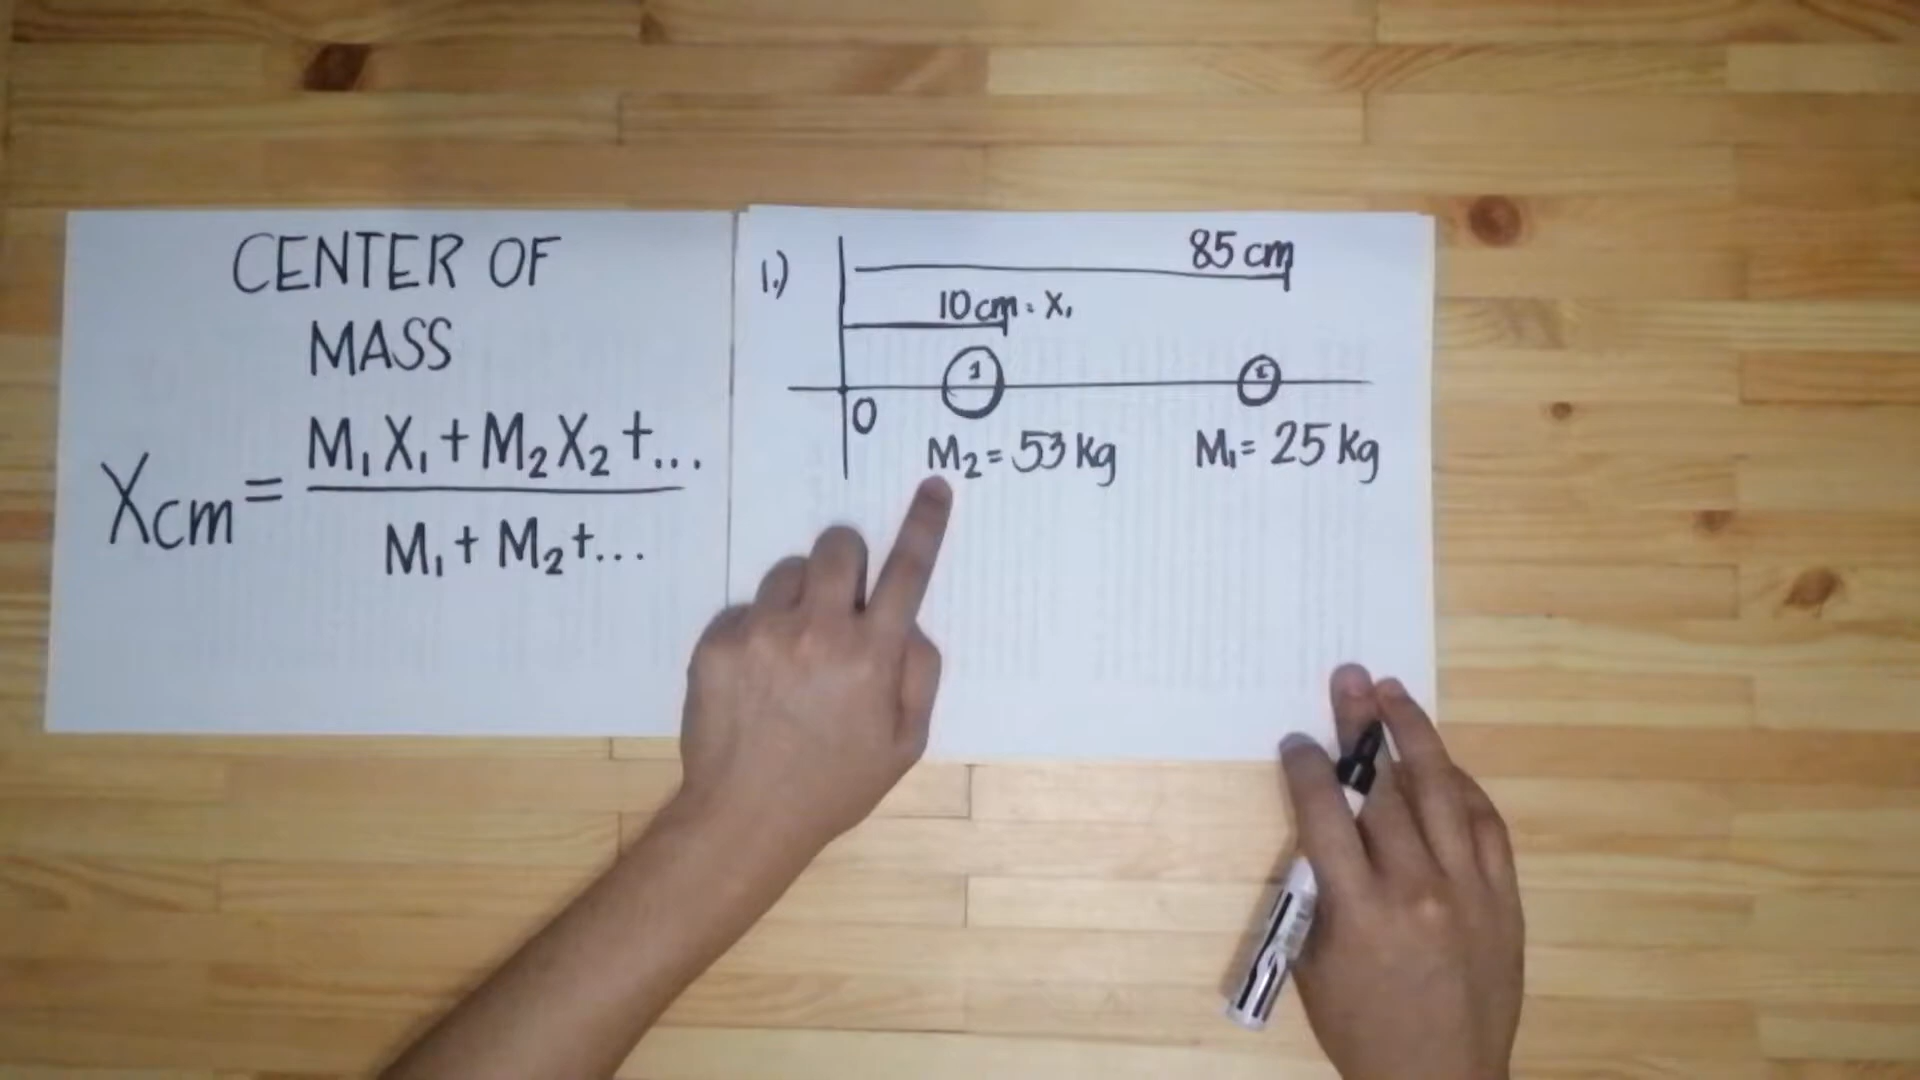 CENTER OF
MASS
Xcm = M₁X₁ + M₂X₂ + ...
M₁ + M₂ + ...
1.)
85 cm
10 cm = X₁
1
2
0
M₂ = 53 kg
M₁ = 25 kg